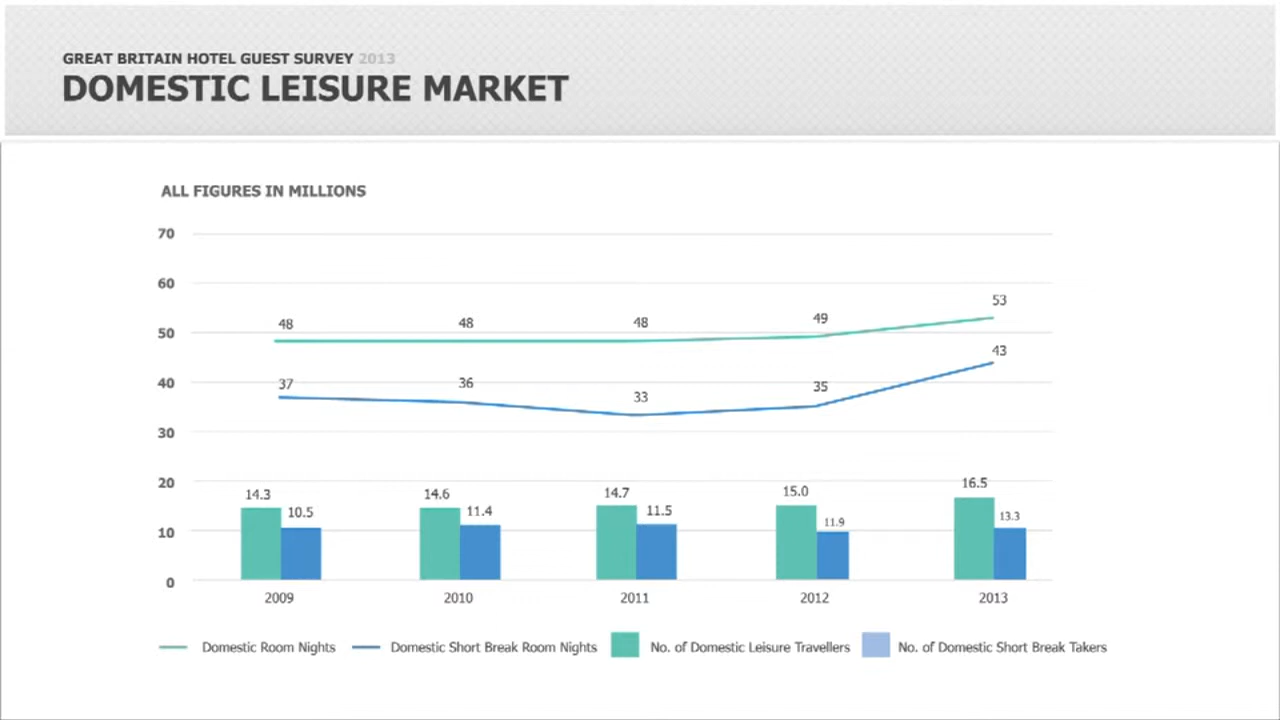 GREAT BRITAIN HOTEL GUEST SURVEY 2013
DOMESTIC LEISURE MARKET
ALL FIGURES IN MILLIONS
70
60
53
48 48 48 49
50
43
37 36 33 35
40
30
20
14.3 10.5 14.6 11.4 14.7 11.5 15.0 11.9 16.5 13.3
10
0
2009 2010 2011 2012 2013
Domestic Room Nights Domestic Short Break Room Nights No. of Domestic Leisure Travellers No. of Domestic Short Break Takers